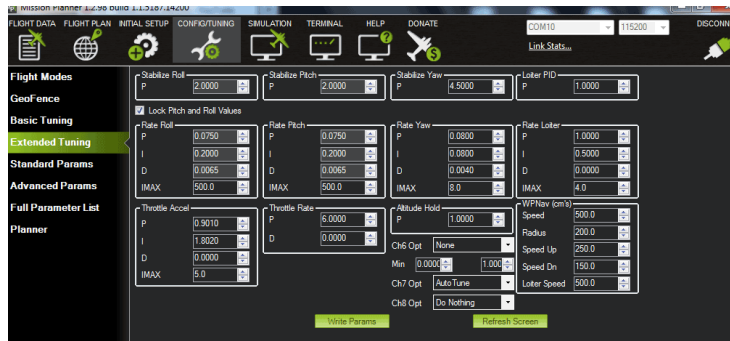 Mission Planner 1.2.98 build 1.1.5187.14200
FLIGHT DATA FLIGHT PLAN INITIAL SETUP CONFIG/TUNING SIMULATION TERMINAL HELP DONATE COM10 115200 DISCONN
Link Stats...
Flight Modes
GeoFence
Basic Tuning
Extended Tuning
Standard Params
Advanced Params
Full Parameter List
Planner
Stabilize Roll
P 2.0000
Stabilize Pitch
P 2.0000
Stabilize Yaw
P 4.5000
Loiter PID
P 1.0000
Lock Pitch and Roll Values
Rate Roll
P 0.0750
I 0.2000
D 0.0065
IMAX 500.0
Rate Pitch
P 0.0750
I 0.2000
D 0.0065
IMAX 500.0
Rate Yaw
P 0.0800
I 0.0800
D 0.0040
IMAX 8.0
Rate Loiter
P 1.0000
I 0.5000
D 0.0000
IMAX 4.0
Throttle Accel
P 0.9010
I 1.8020
D 0.0000
IMAX 5.0
Throttle Rate
P 6.0000
D 0.0000
Altitude Hold
P 1.0000
Ch6 Opt None
Min 0.0000 1.000
Ch7 Opt AutoTune
Ch8 Opt Do Nothing
WPNav (cm's)
Speed 500.0
Radius 200.0
Speed Up 250.0
Speed Dn 150.0
Loiter Speed 500.0
Write Params Refresh Screen